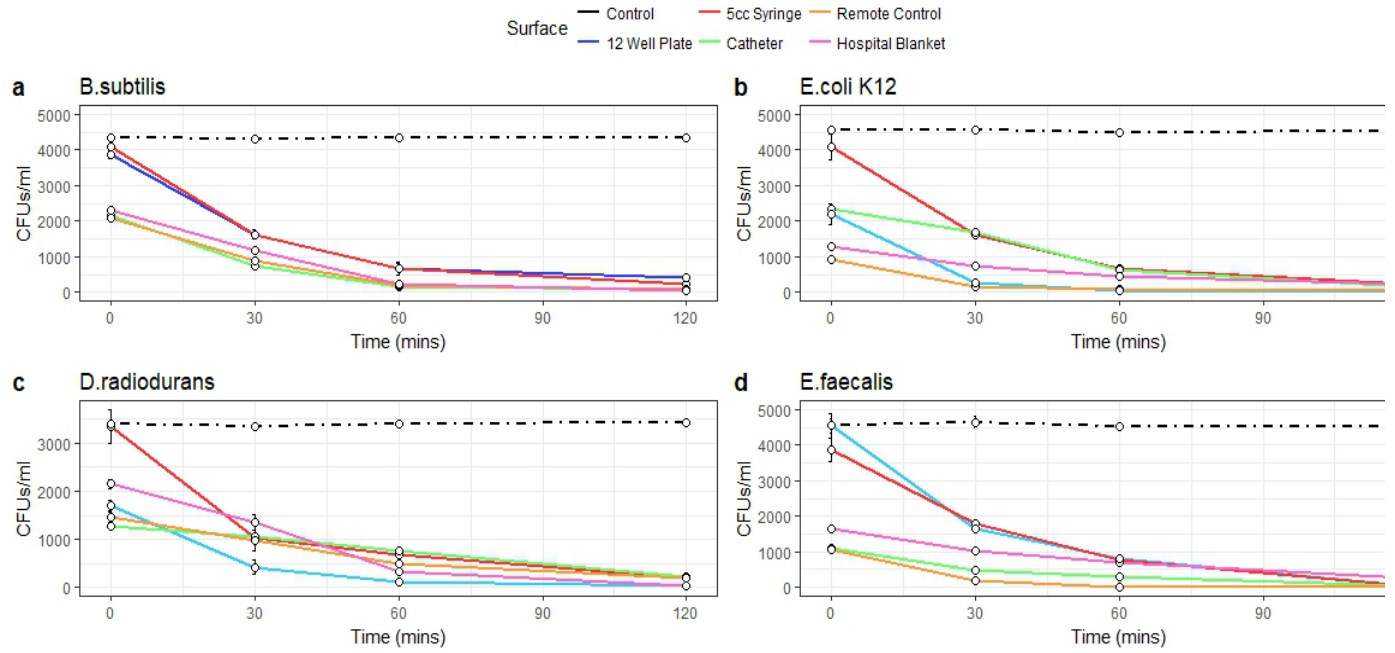 Surface
Control
5cc Syringe
Remote Control
12 Well Plate
Catheter
Hospital Blanket
a B.subtilis
5000
4000
3000
2000
1000
0
CFUs/ml
0 30 60 90 120
Time (mins)
b E.coli K12
5000
4000
3000
2000
1000
0
CFUs/ml
0 30 60 90
Time (mins)
c D.radiodurans
3000
2000
1000
0
CFUs/ml
0 30 60 90 120
Time (mins)
d E.faecalis
5000
4000
3000
2000
1000
0
CFUs/ml
0 30 60 90
Time (mins)